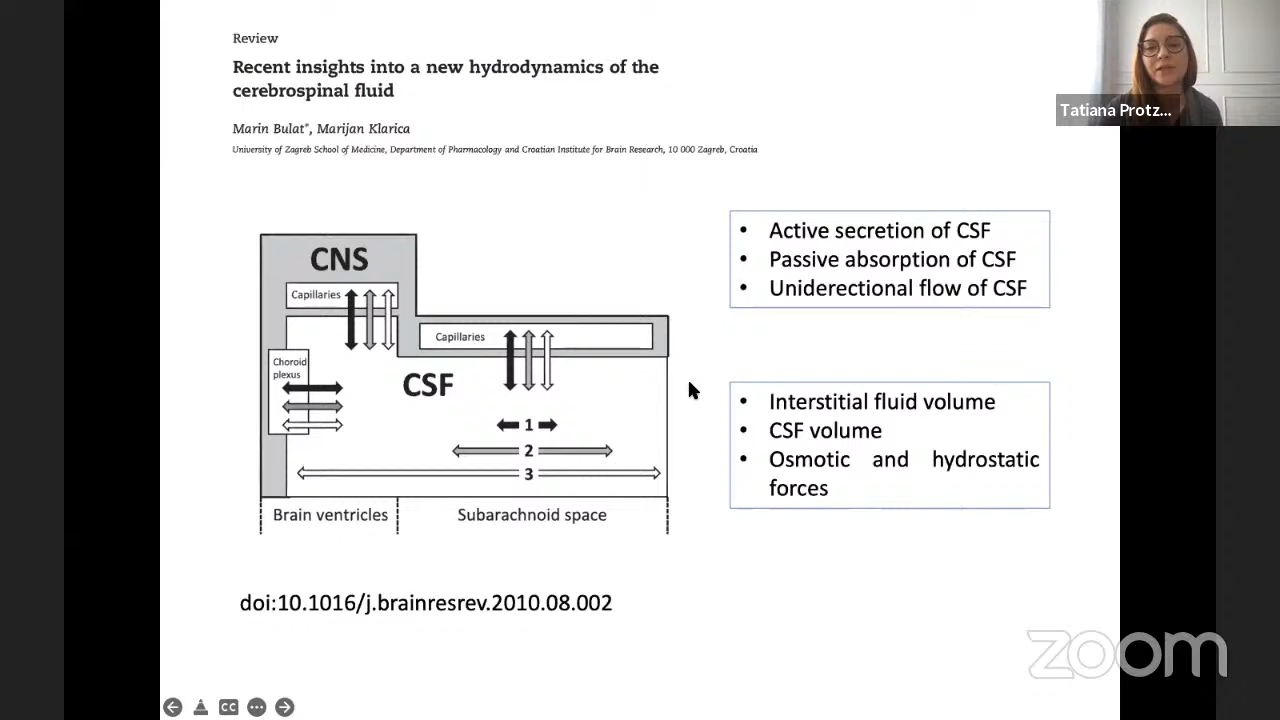 Review
Recent insights into a new hydrodynamics of the
cerebrospinal fluid
Marin Bulat*, Marijan Klarica
University of Zagreb School of Medicine, Department of Pharmacology and Croatian Institute for Brain Research, 10 000 Zagreb, Croatia
Tatiana Protz...
CNS
Capillaries
Capillaries
Choroid
plexus
CSF
1
2
3
Brain ventricles
Subarachnoid space
• Active secretion of CSF
• Passive absorption of CSF
• Uniderectional flow of CSF
• Interstitial fluid volume
• CSF volume
• Osmotic and hydrostatic
forces
doi:10.1016/j.brainresrev.2010.08.002
CC
zoom